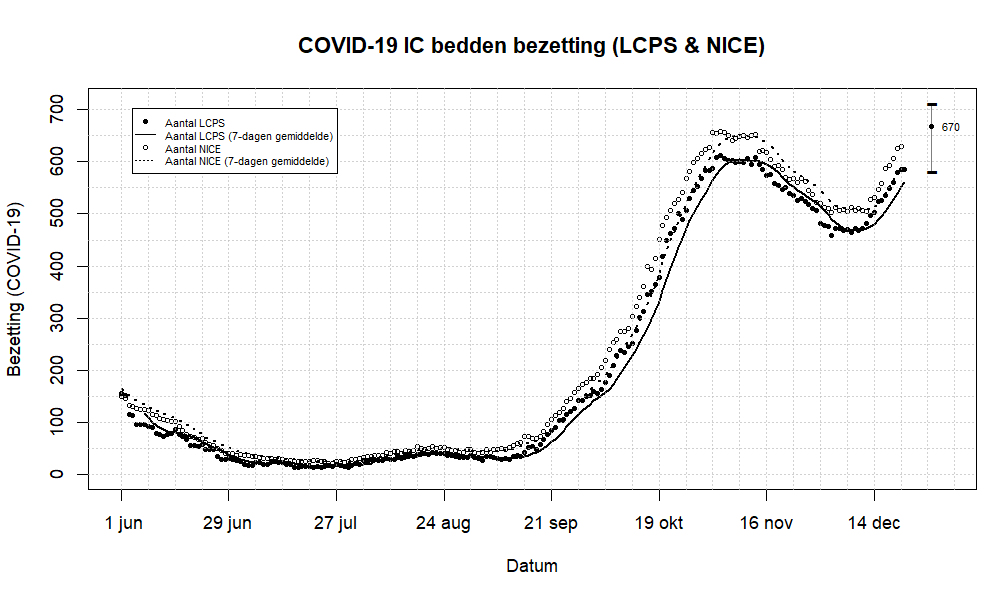 COVID-19 IC bedden bezetting (LCPS & NICE)
Aantal LCPS
Aantal LCPS (7-dagen gemiddelde)
Aantal NICE
Aantal NICE (7-dagen gemiddelde)
670
Bezetting (COVID-19)
700
600
500
400
300
200
100
0
1 jun 29 jun 27 jul 24 aug 21 sep 19 okt 16 nov 14 dec
Datum